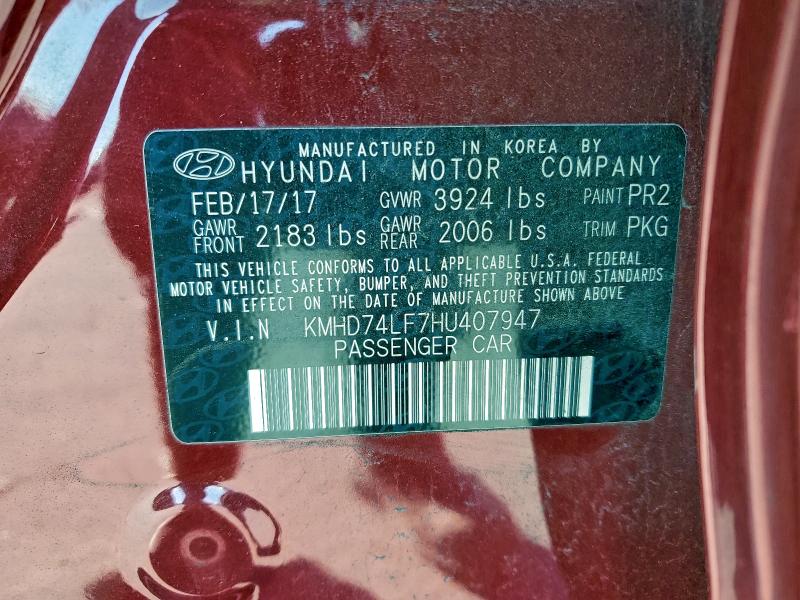 MANUFACTURED IN KOREA BY
HYUNDAI MOTOR COMPANY
FEB/17/17 GVWR 3924 lbs PAINT PR2
GAWR FRONT 2183 lbs GAWR REAR 2006 lbs TRIM PKG
THIS VEHICLE CONFORMS TO ALL APPLICABLE U.S.A. FEDERAL
MOTOR VEHICLE SAFETY, BUMPER, AND THEFT PREVENTION STANDARDS
IN EFFECT ON THE DATE OF MANUFACTURE SHOWN ABOVE
V.I.N KMHD74LF7HU407947
PASSENGER CAR